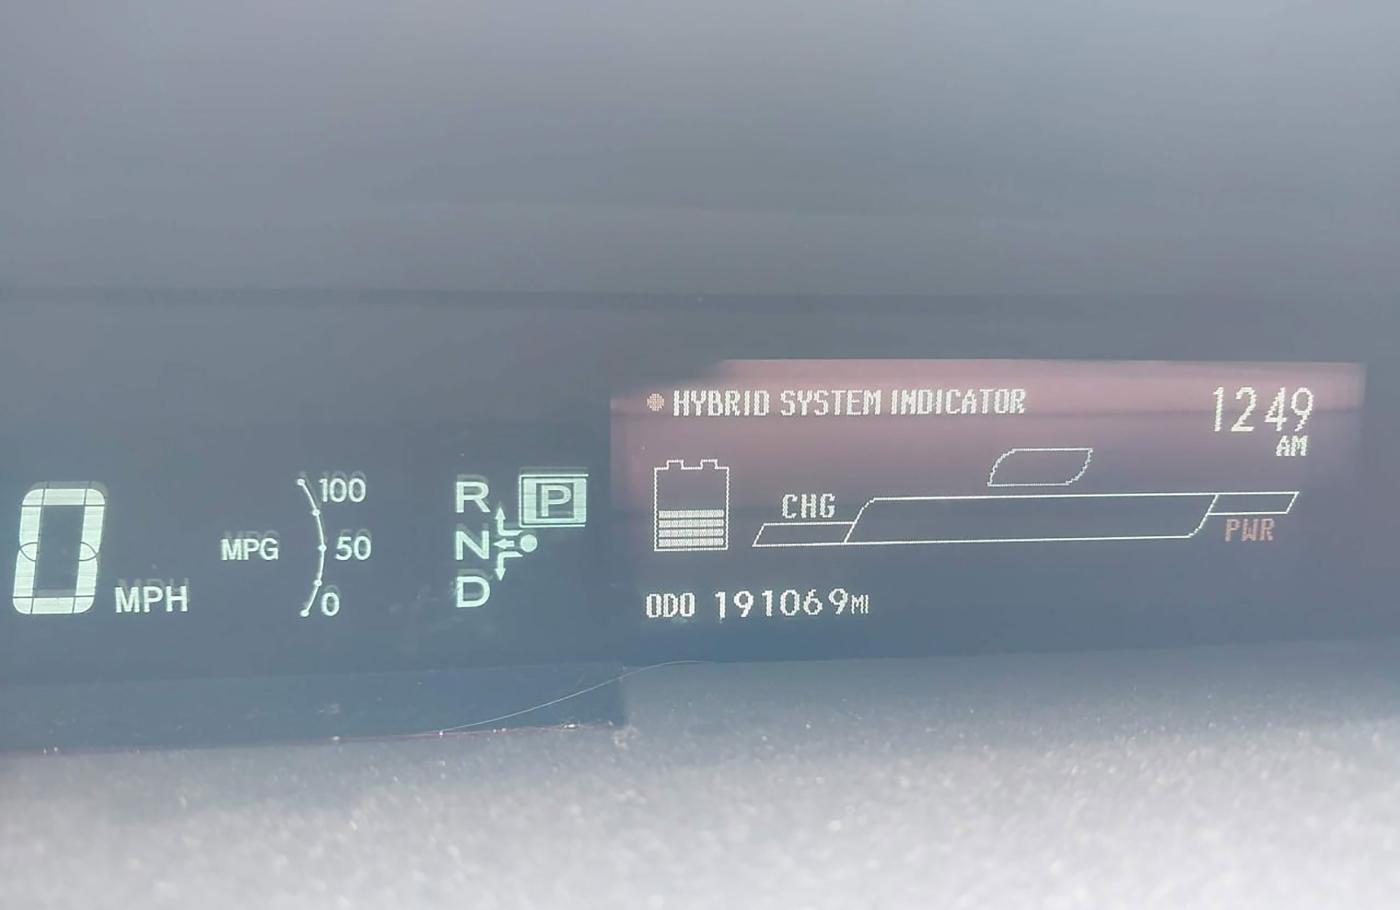 0 MPH
MPG
100
50
0
R
N
D
P
HYBRID SYSTEM INDICATOR
1249
AM
CHG
PWR
ODO 191069MI